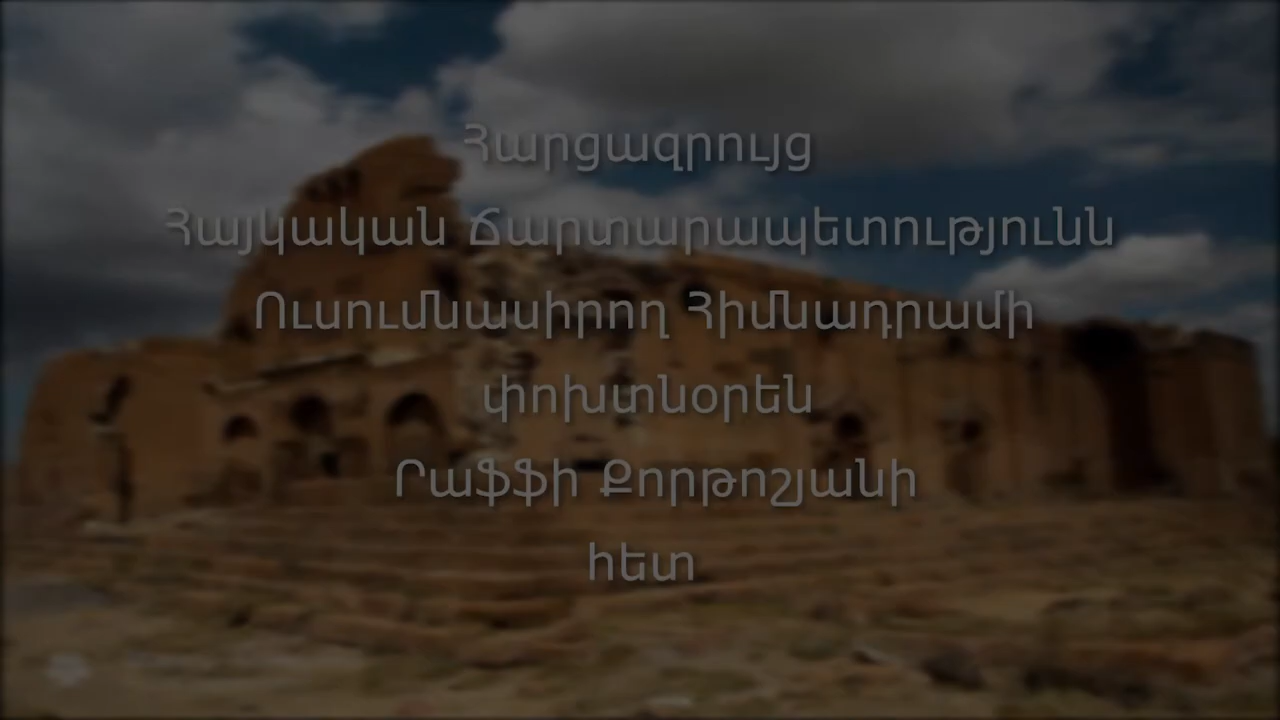 Հարցազրույց
Հայկական Ճարտարապետությունն
Ուսումնասիրող Հիմնադրամի
փոխտնօրեն
Րաֆֆի Քորթոշյանի
հետ